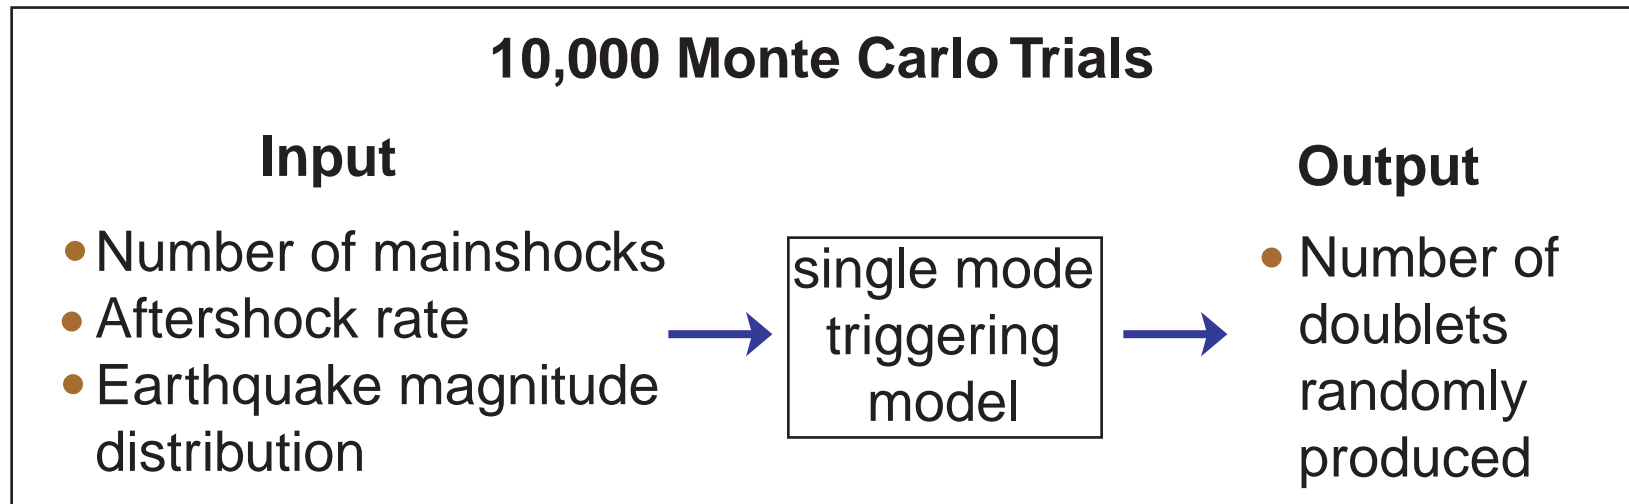 10,000 Monte Carlo Trials
Input
• Number of mainshocks
• Aftershock rate
• Earthquake magnitude
distribution
single mode
triggering
model
Output
• Number of
doublets
randomly
produced